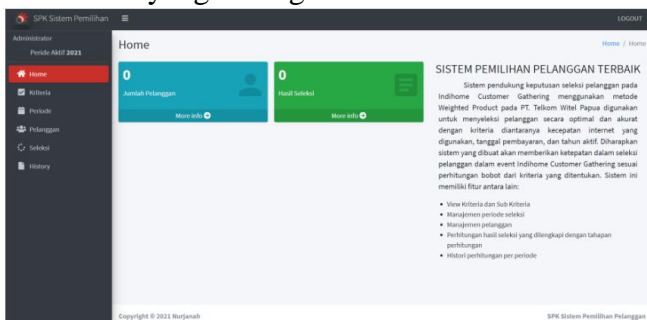 SPK Sistem Pemilihan
LOGOUT
Administrator
Peride Aktif 2021
Home
Kriteria
Periode
Pelanggan
Seleksi
History
Home
Home / Home
0
Jumlah Pelanggan
More info
0
Hasil Seleksi
More info
SISTEM PEMILIHAN PELANGGAN TERBAIK
Sistem pendukung keputusan seleksi pelanggan pada
Indihome Customer Gathering menggunakan metode
Weighted Product pada PT. Telkom Witel Papua digunakan
untuk menyeleksi pelanggan secara optimal dan akurat
dengan kriteria diantaranya kecepatan internet yang
digunakan, tanggal pembayaran, dan tahun aktif. Diharapkan
sistem yang dibuat akan memberikan ketepatan dalam seleksi
pelanggan dalam event Indihome Customer Gathering sesuai
perhitungan bobot dari kriteria yang ditentukan. Sistem ini
memiliki fitur antara lain:
View Kriteria dan Sub Kriteria
Manajemen periode seleksi
Manajemen pelanggan
Perhitungan hasil seleksi yang dilengkapi dengan tahapan
perhitungan
Histori perhitungan per periode
Copyright © 2021 Nurjanah
SPK Sistem Pemilihan Pelanggan